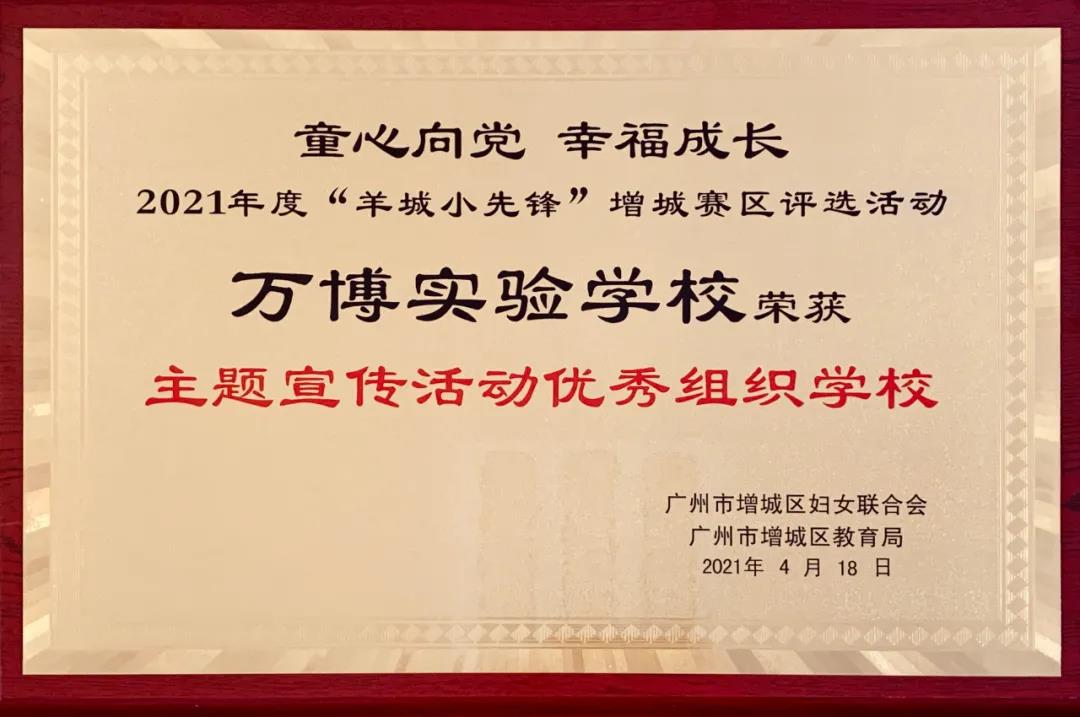 童心向党 幸福成长
2021年度“羊城小先锋”增城赛区评选活动
万博实验学校荣获
主题宣传活动优秀组织学校
广州市增城区妇女联合会
广州市增城区教育局
2021年 4 月 18 日